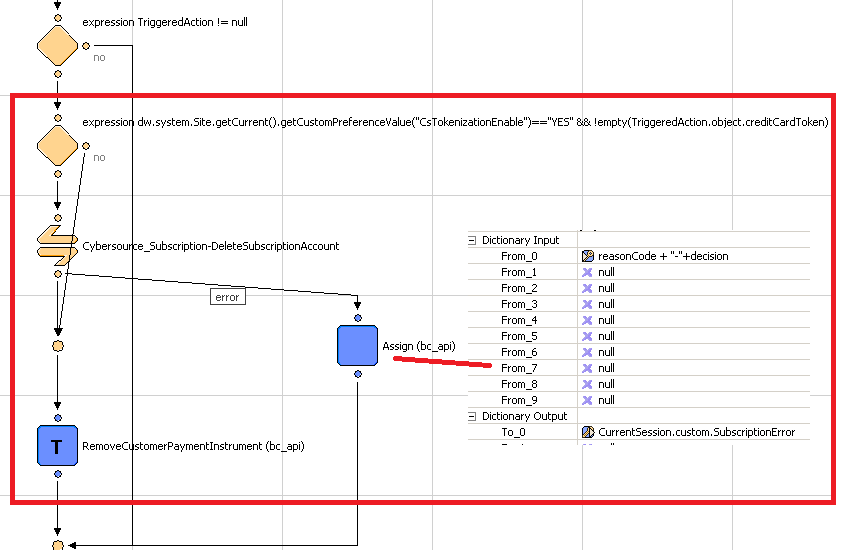 expression TriggeredAction != null
no
expression dw.system.Site.getCurrent().getCustomPreferenceValue("CsTokenizationEnable")=="YES" && !empty(TriggeredAction.object.creditCardToken)
no
Cybersource_Subscription-DeleteSubscriptionAccount
error
Assign (bc_api)
T
RemoveCustomerPaymentInstrument (bc_api)
Dictionary Input
From_0 reasonCode + "-"+decision
From_1 null
From_2 null
From_3 null
From_4 null
From_5 null
From_6 null
From_7 null
From_8 null
From_9 null
Dictionary Output
To_0 CurrentSession.custom.SubscriptionError